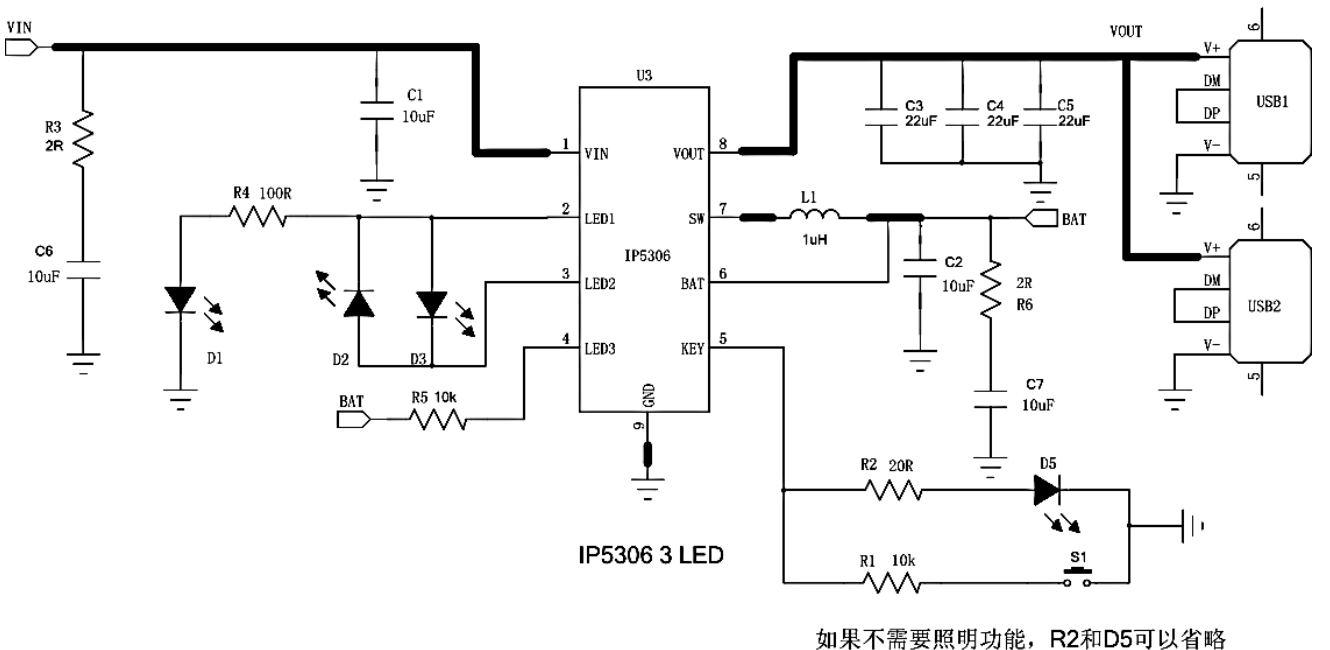 VIN
VOUT
6
V+
DM
DP
V-
USB1
5
R3
2R
C1
10uF
U3
C3
22uF
C4
22uF
C5
22uF
1
VIN
VOUT
8
R4 100R
2
LED1
SW
7
L1
1uH
BAT
IP5306
C6
10uF
3
LED2
BAT
6
C2
10uF
2R
R6
6
V+
DM
DP
V-
USB2
5
D1
D2
D3
4
LED3
KEY
5
BAT
R5 10k
GND
9
C7
10uF
R2 20R
D5
R1 10k
S1
IP5306 3 LED
如果不需要照明功能，R2和D5可以省略